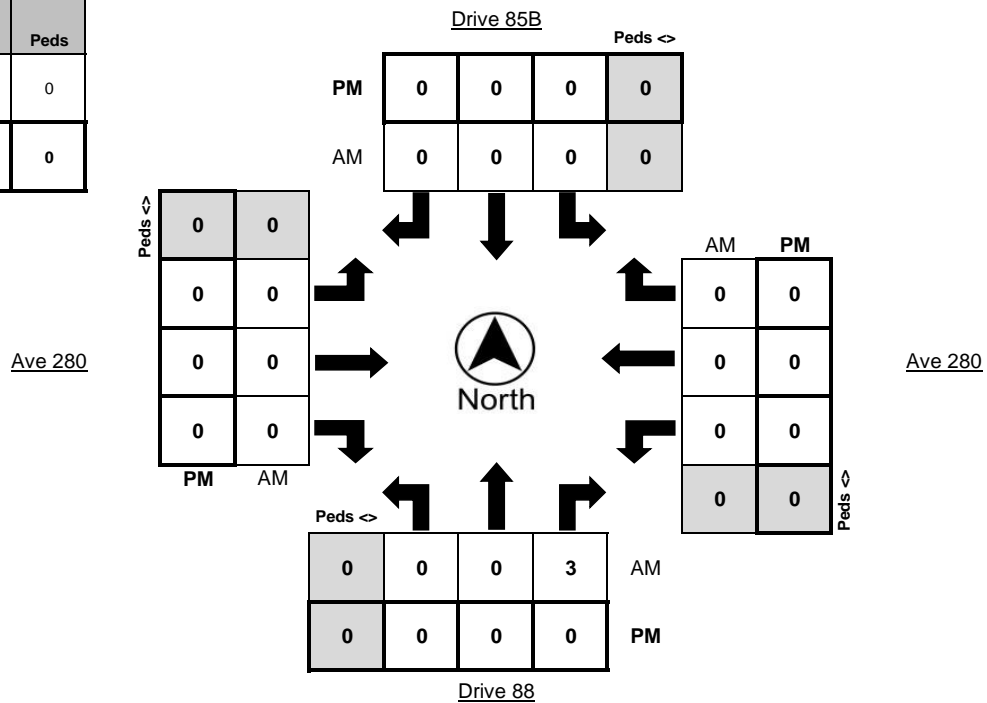 Drive 85B
Peds
Peds <>
0
PM 0 0 0 0
0
AM 0 0 0 0
Peds <>
0 0
AM PM
0 0
0 0
Ave 280
0 0
North
0 0
Ave 280
0 0
0 0
PM AM
0 0
Peds <>
Peds <>
0 0 0 3 AM
0 0 0 0 PM
Drive 88